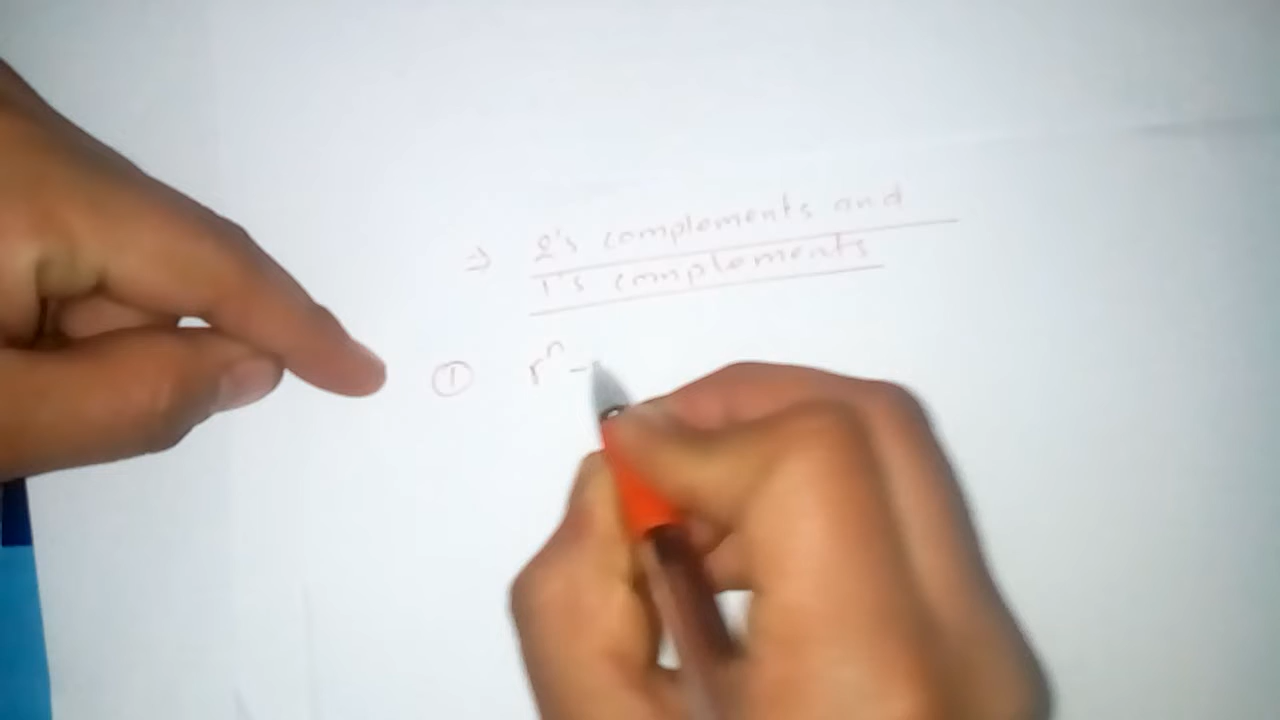 ⇒ 2's complements and
1's complements
① rⁿ -